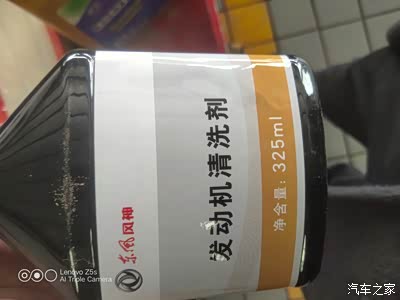 东风风神
发动机清洗剂
净含量：325ml
Lenovo Z5s
AI Triple Camera
汽车之家